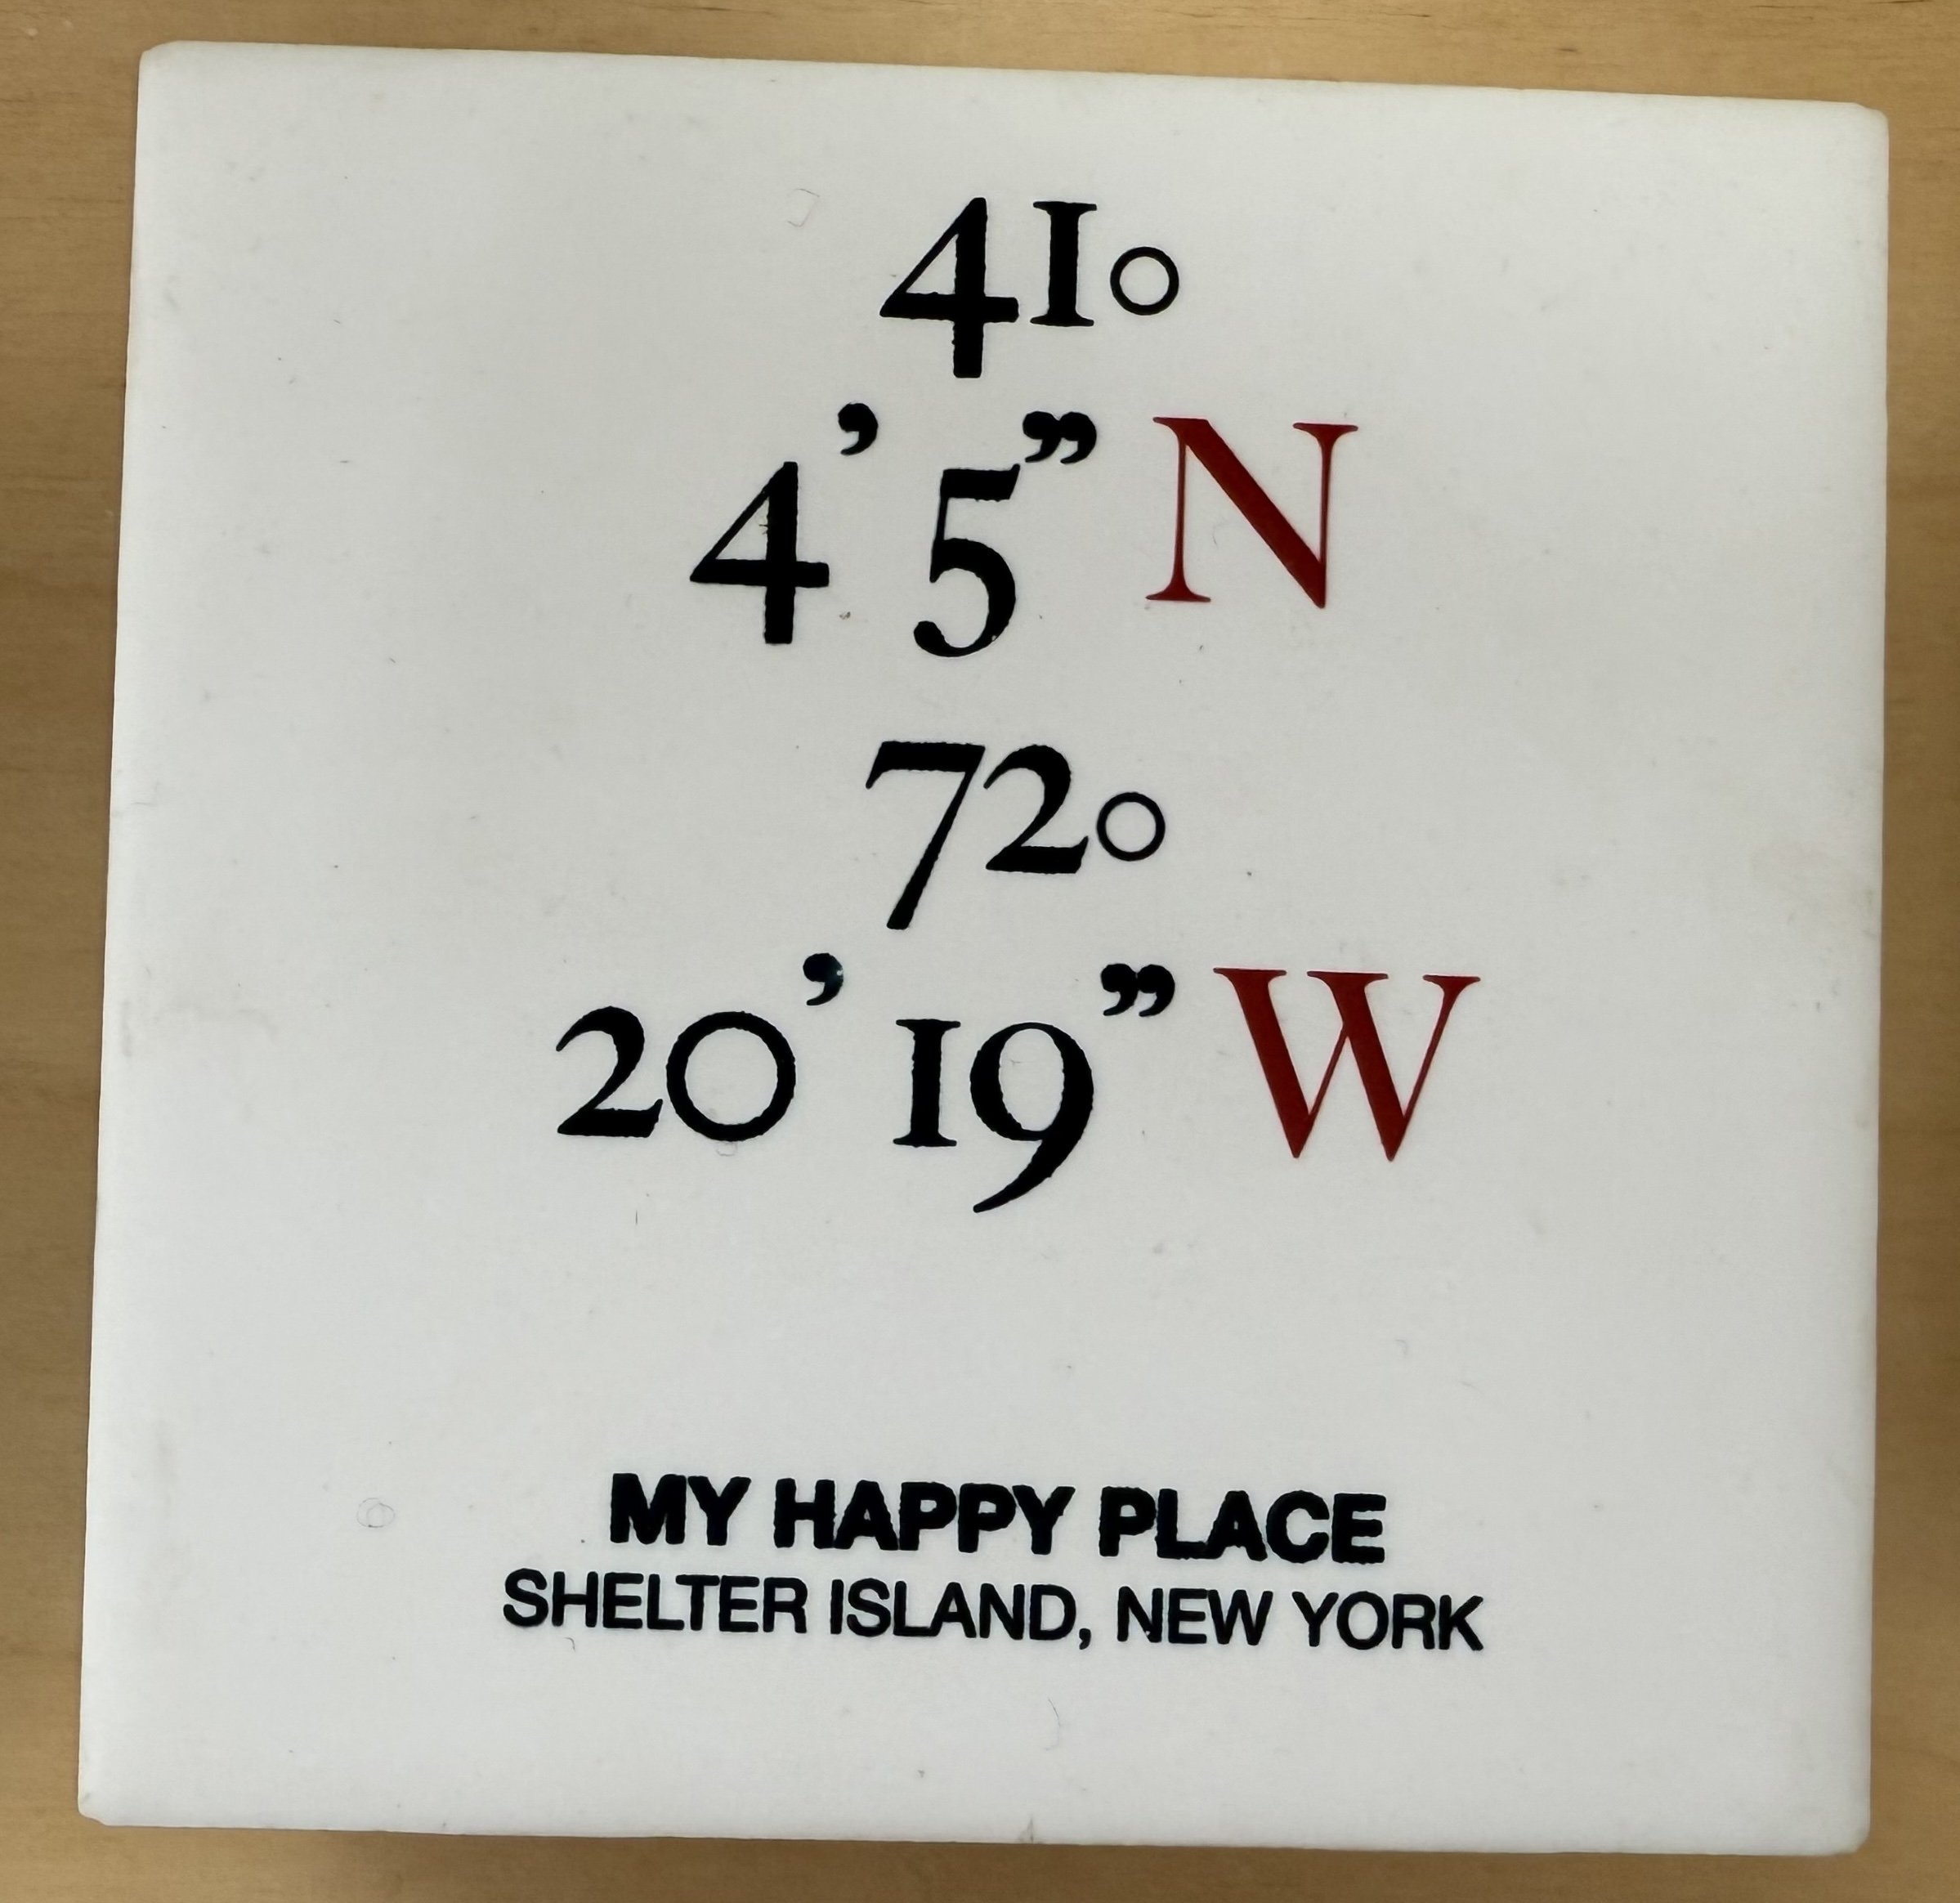 41°
4’ 5” N
72°
20’ 19” W
MY HAPPY PLACE
SHELTER ISLAND, NEW YORK